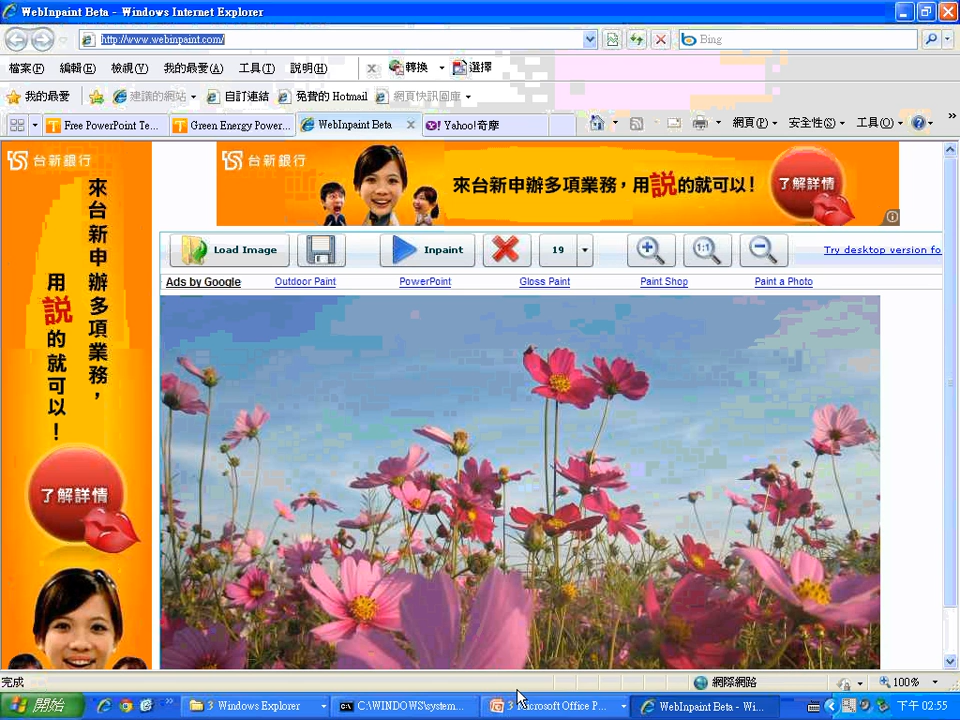 WebInpaint Beta - Windows Internet Explorer
http://www.webinpaint.com/
Bing
檔案(F) 編輯(E) 檢視(V) 我的最愛(A) 工具(T) 說明(H)
x 轉換 選擇
我的最愛 建議的網站 自訂連結 免費的 Hotmail 網頁快訊圖庫
Free PowerPoint Te... Green Energy Power... WebInpaint Beta Yahoo!奇摩
網頁(P) 安全性(S) 工具(O) »
台新銀行
來台新申辦多項業務，
用說的就可以！
了解詳情
台新銀行
來台新申辦多項業務，用說的就可以！
了解詳情
Load Image Inpaint 19 1:1 Try desktop version fo
Ads by Google Outdoor Paint PowerPoint Gloss Paint Paint Shop Paint a Photo
完成 網際網路 100%
開始 » 3 Windows Explorer C:\WINDOWS\system... 3 Microsoft Office P... WebInpaint Beta - Wi... 下午 02:55